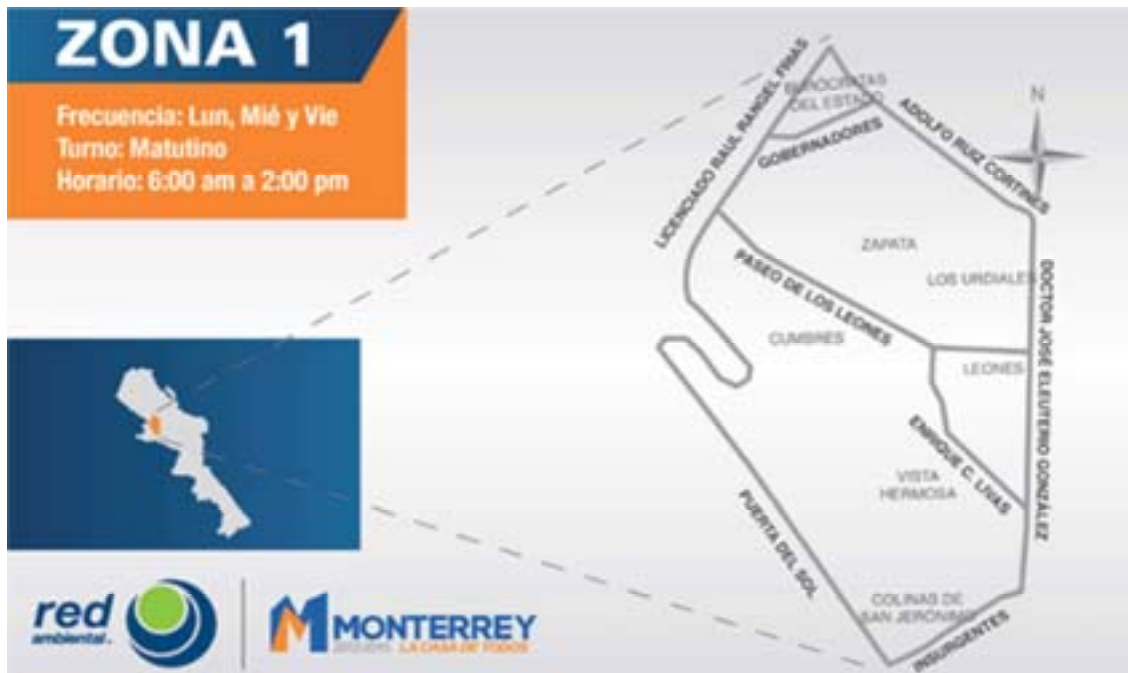 ZONA 1
Frecuencia: Lun, Mié y Vie
Turno: Matutino
Horario: 6:00 am a 2:00 pm
LICENCIADO RAUL RANGEL FRIAS
BUROCRATAS
DEL ESTADO
GOBERNADORES
ADOLFO RUIZ CORTINES
N
ZAPATA
LOS URDIALES
PASEO DE LOS LEONES
CUMBRES
LEONES
DOCTOR JOSÉ ELEUTERIO GONZÁLEZ
ENRIQUE C. LIVAS
VISTA
HERMOSA
PUERTA DEL SOL
COLINAS DE
SAN JERÓNIMO
INSURGENTES
red
ambiental
MONTERREY
LA CASA DE TODOS